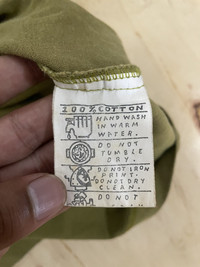 100% COTTON
HAND WASH
IN WARM
WATER.
DO NOT
TUMBLE
DRY.
DO NOT IRON
PRINT.
DO NOT DRY
CLEAN.
DO NOT